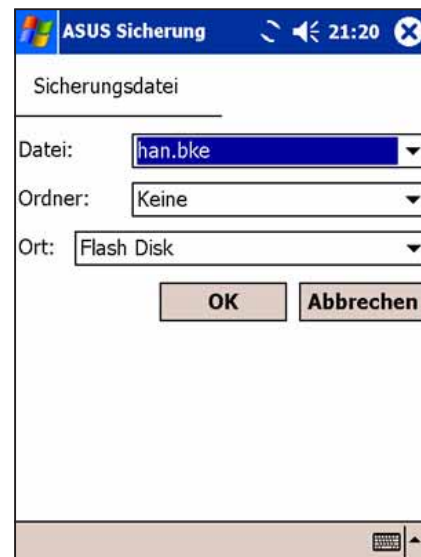 ASUS Sicherung 21:20
Sicherungsdatei
Datei: han.bke
Ordner: Keine
Ort: Flash Disk
OK Abbrechen